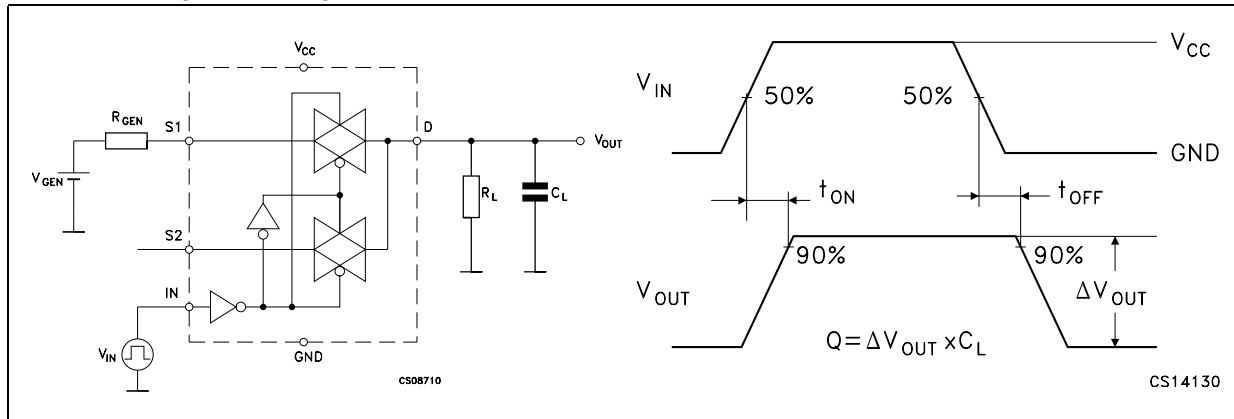 V_CC
R_GEN
S1
D
V_OUT
V_GEN
R_L
C_L
S2
IN
V_IN
GND
CS08710
V_IN
50%
50%
V_CC
GND
t_ON
t_OFF
90%
90%
V_OUT
ΔV_OUT
Q=ΔV_OUT xC_L
CS14130